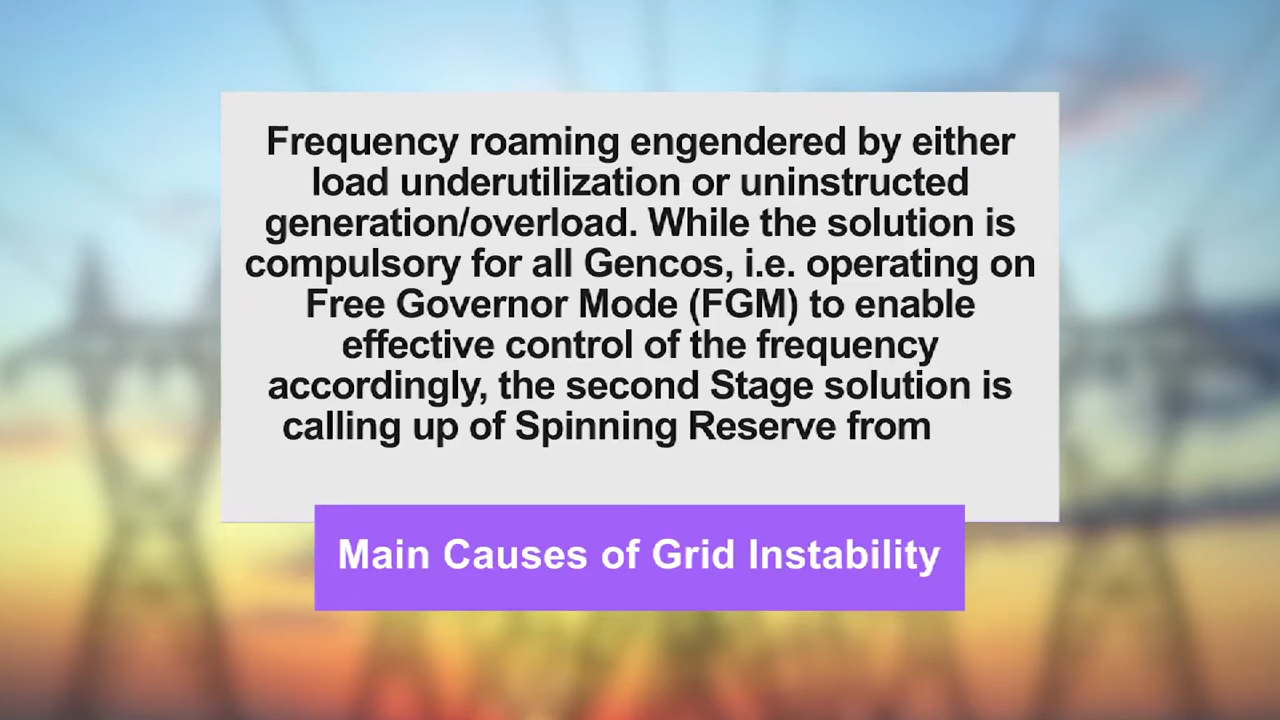 Frequency roaming engendered by either
load underutilization or uninstructed
generation/overload. While the solution is
compulsory for all Gencos, i.e. operating on
Free Governor Mode (FGM) to enable
effective control of the frequency
accordingly, the second Stage solution is
calling up of Spinning Reserve from
Main Causes of Grid Instability